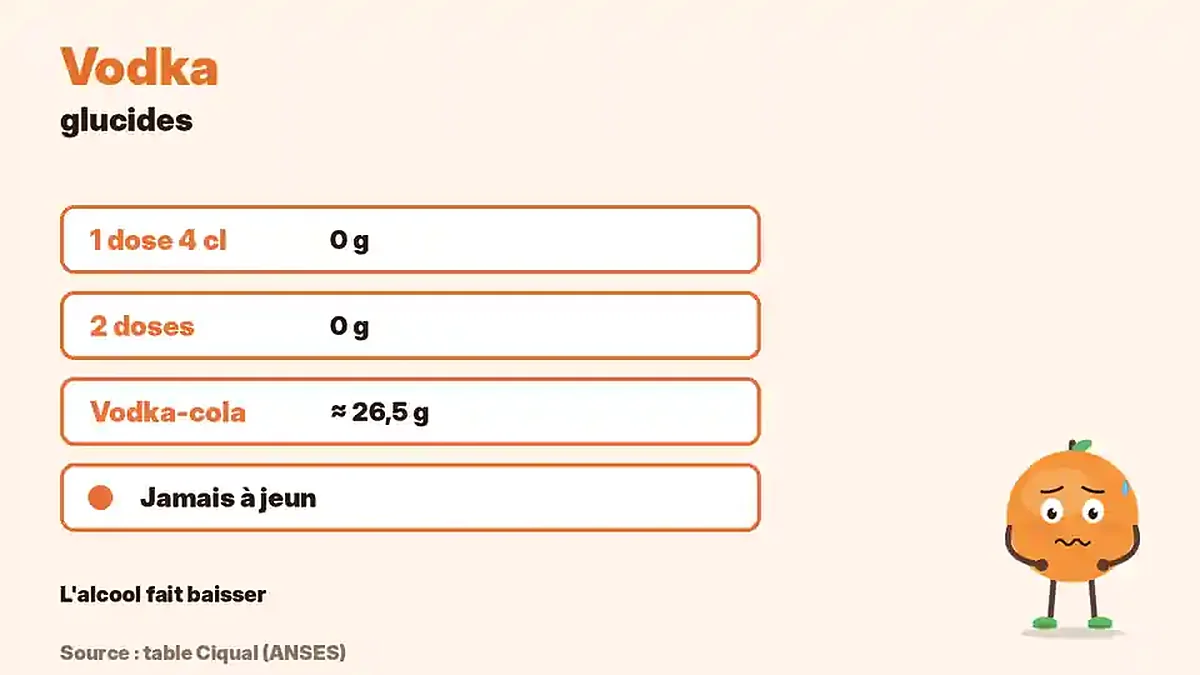 Vodka
glucides
1 dose 4 cl 0 g
2 doses 0 g
Vodka-cola ≈ 26,5 g
Jamais à jeun
L'alcool fait baisser
Source : table Ciqual (ANSES)